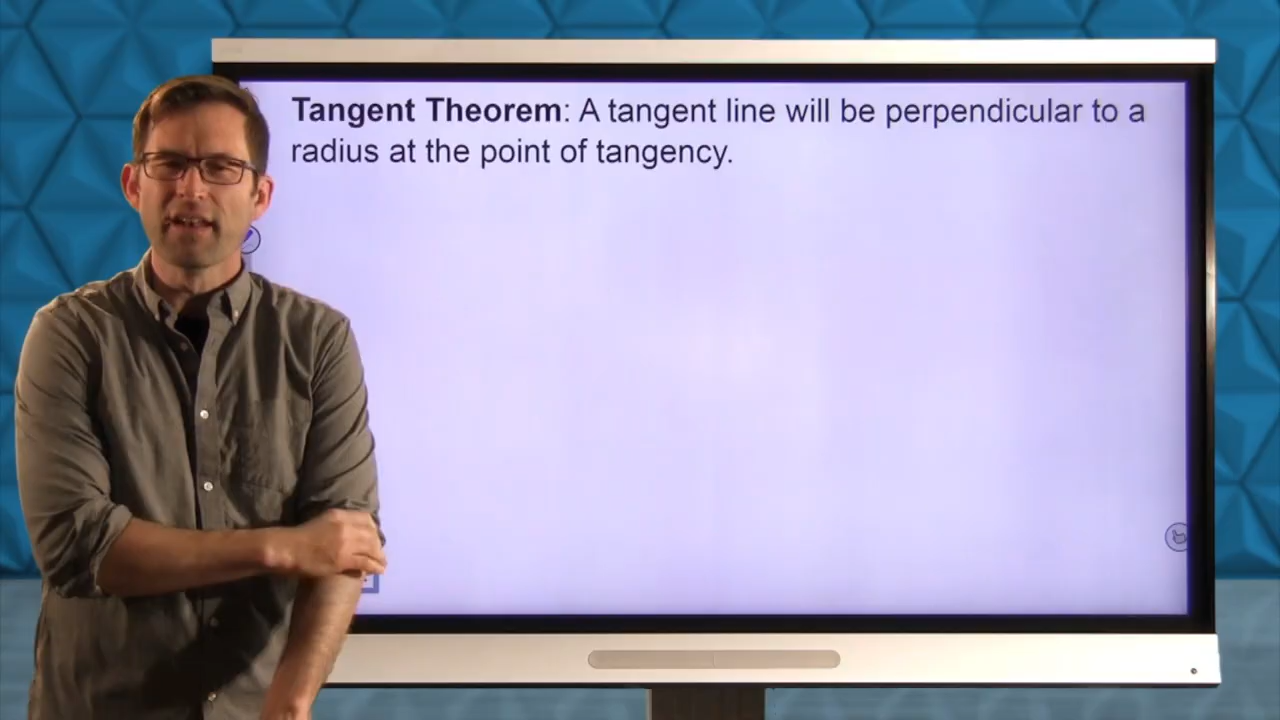 Tangent Theorem: A tangent line will be perpendicular to a
radius at the point of tangency.